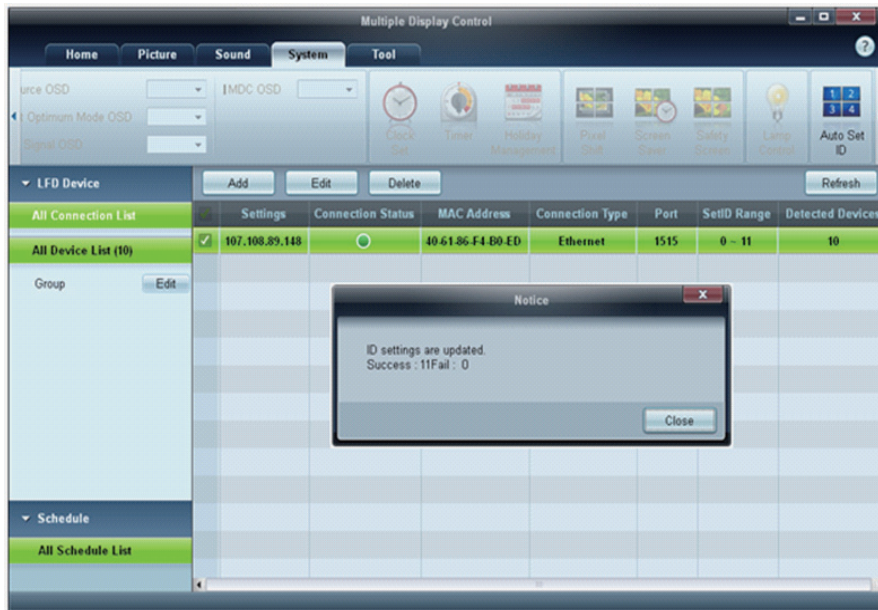 Multiple Display Control
Home Picture Sound System Tool
?
urce OSD
Optimum Mode OSD
Signal OSD
MDC OSD
Clock
Set
Timer
Holiday
Management
Pixel
Shift
Screen
Saver
Safety
Screen
Lamp
Control
1 2
3 4
Auto Set
ID
LFD Device
Add Edit Delete Refresh
All Connection List
Settings Connection Status MAC Address Connection Type Port SetID Range Detected Devices
All Device List (10)
107.108.89.148 40-61-86-F4-B0-ED Ethernet 1515 0 ~ 11 10
Group Edit
Notice
ID settings are updated.
Success : 11Fail : 0
Close
Schedule
All Schedule List